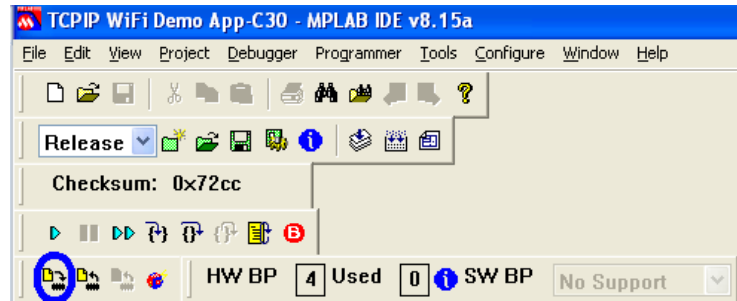 TCPIP WiFi Demo App-C30 - MPLAB IDE v8.15a
File Edit View Project Debugger Programmer Tools Configure Window Help
Release
Checksum: 0x72cc
HW BP 4 Used 0 SW BP No Support